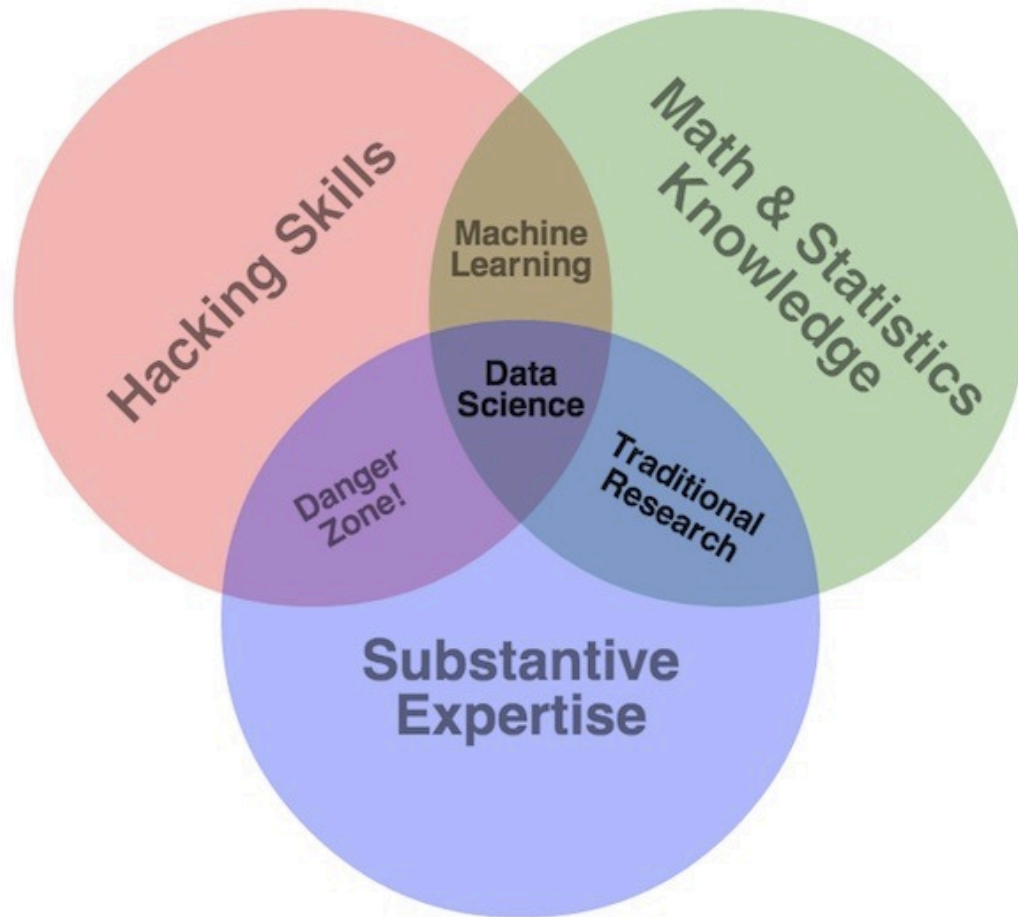 Hacking Skills
Math & Statistics
Knowledge
Machine
Learning
Data
Science
Danger
Zone!
Traditional
Research
Substantive
Expertise